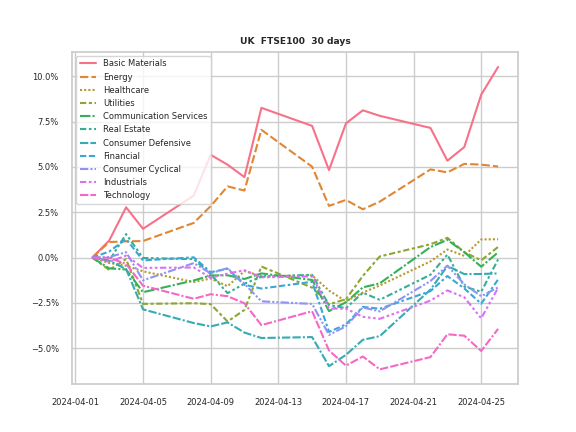 UK  FTSE100  30 days
10.0%
7.5%
5.0%
2.5%
0.0%
−2.5%
−5.0%
Basic Materials
Energy
Healthcare
Utilities
Communication Services
Real Estate
Consumer Defensive
Financial
Consumer Cyclical
Industrials
Technology
2024-04-01
2024-04-05
2024-04-09
2024-04-13
2024-04-17
2024-04-21
2024-04-25